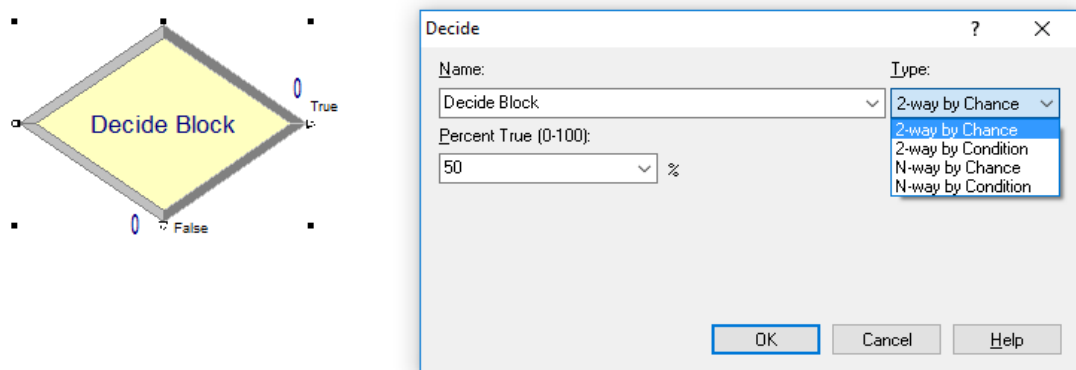 Decide Block
0
True
0
False
Decide
?
Name:
Type:
Decide Block
2-way by Chance
2-way by Chance
2-way by Condition
N-way by Chance
N-way by Condition
Percent True (0-100):
50
%
OK
Cancel
Help